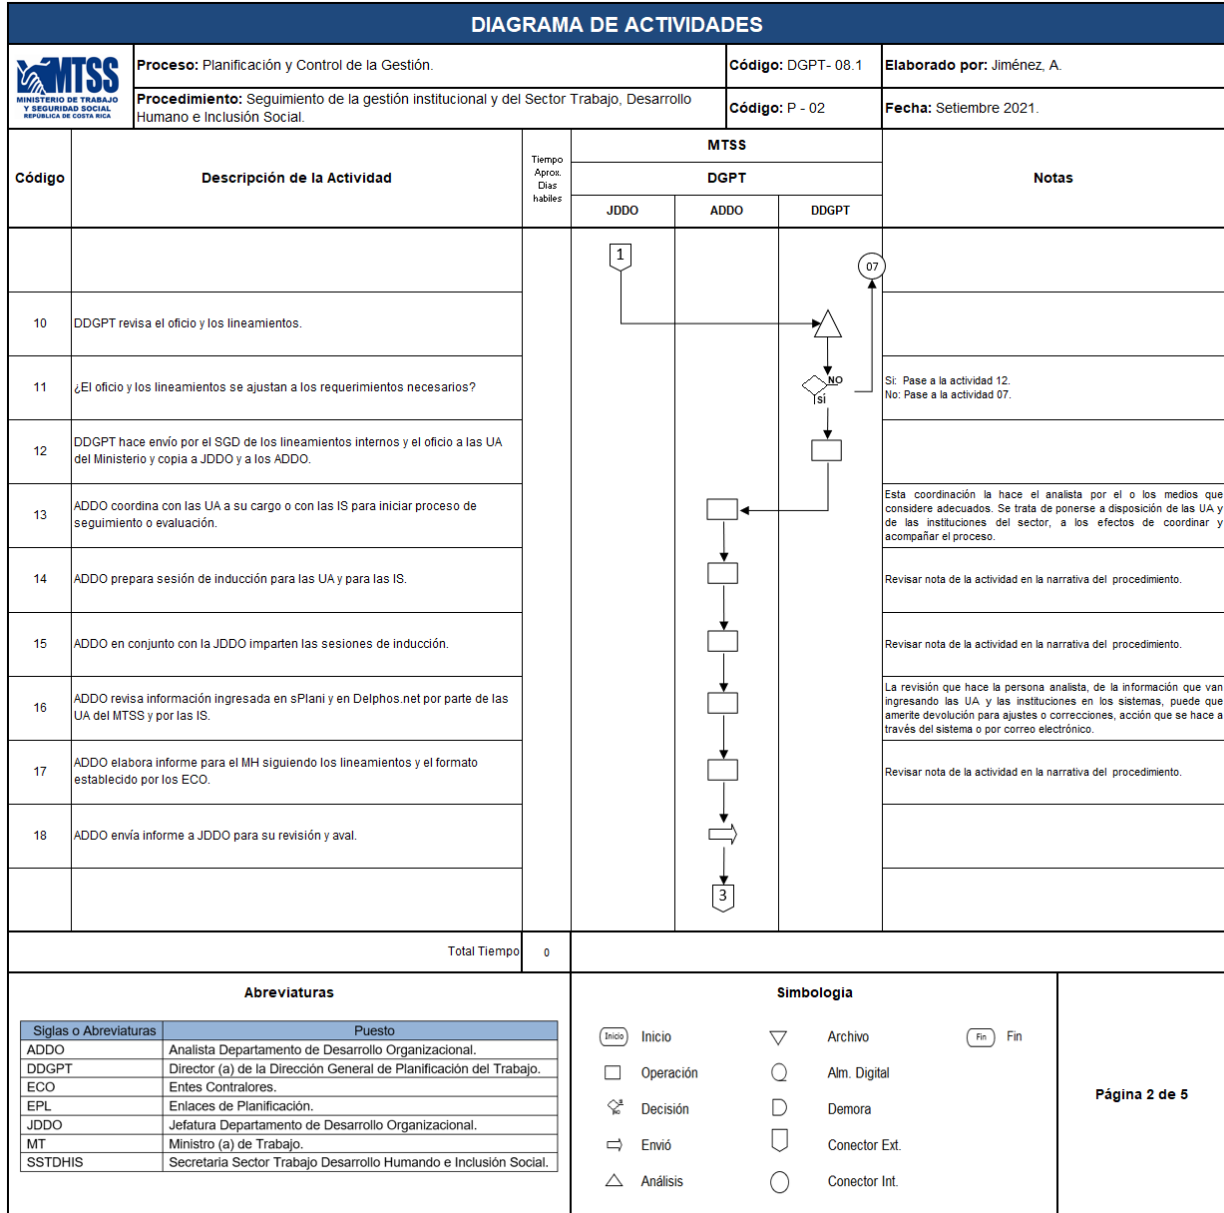 DIAGRAMA DE ACTIVIDADES
MTSS
MINISTERIO DE TRABAJO
Y SEGURIDAD SOCIAL
REPÚBLICA DE COSTA RICA
Proceso: Planificación y Control de la Gestión.
Código: DGPT- 08.1
Elaborado por: Jiménez, A.
Procedimiento: Seguimiento de la gestión institucional y del Sector Trabajo, Desarrollo
Humano e Inclusión Social.
Código: P - 02
Fecha: Setiembre 2021.
Código
Descripción de la Actividad
Tiempo
Aprox.
Dias
habiles
MTSS
DGPT
JDDO
ADDO
DDGPT
Notas
1
07
10
DDGPT revisa el oficio y los lineamientos.
11
¿El oficio y los lineamientos se ajustan a los requerimientos necesarios?
NO
SÍ
Si: Pase a la actividad 12.
No: Pase a la actividad 07.
12
DDGPT hace envío por el SGD de los lineamientos internos y el oficio a las UA
del Ministerio y copia a JDDO y a los ADDO.
13
ADDO coordina con las UA a su cargo o con las IS para iniciar proceso de
seguimiento o evaluación.
Esta coordinación la hace el analista por el o los medios que
considere adecuados. Se trata de ponerse a disposición de las UA y
de las instituciones del sector, a los efectos de coordinar y
acompañar el proceso.
14
ADDO prepara sesión de inducción para las UA y para las IS.
Revisar nota de la actividad en la narrativa del procedimiento.
15
ADDO en conjunto con la JDDO imparten las sesiones de inducción.
Revisar nota de la actividad en la narrativa del procedimiento.
16
ADDO revisa información ingresada en sPlani y en Delphos.net por parte de las
UA del MTSS y por las IS.
La revisión que hace la persona analista, de la información que van
ingresando las UA y las instituciones en los sistemas, puede que
amerite devolución para ajustes o correcciones, acción que se hace a
través del sistema o por correo electrónico.
17
ADDO elabora informe para el MH siguiendo los lineamientos y el formato
establecido por los ECO.
Revisar nota de la actividad en la narrativa del procedimiento.
18
ADDO envía informe a JDDO para su revisión y aval.
3
Total Tiempo
0
Abreviaturas
Siglas o Abreviaturas
Puesto
ADDO
Analista Departamento de Desarrollo Organizacional.
DDGPT
Director (a) de la Dirección General de Planificación del Trabajo.
ECO
Entes Contralores.
EPL
Enlaces de Planificación.
JDDO
Jefatura Departamento de Desarrollo Organizacional.
MT
Ministro (a) de Trabajo.
SSTDHIS
Secretaria Sector Trabajo Desarrollo Humando e Inclusión Social.
Simbología
Inicio
Inicio
Archivo
Fin
Fin
Operación
Alm. Digital
Decisión
Demora
Envió
Conector Ext.
Análisis
Conector Int.
Página 2 de 5